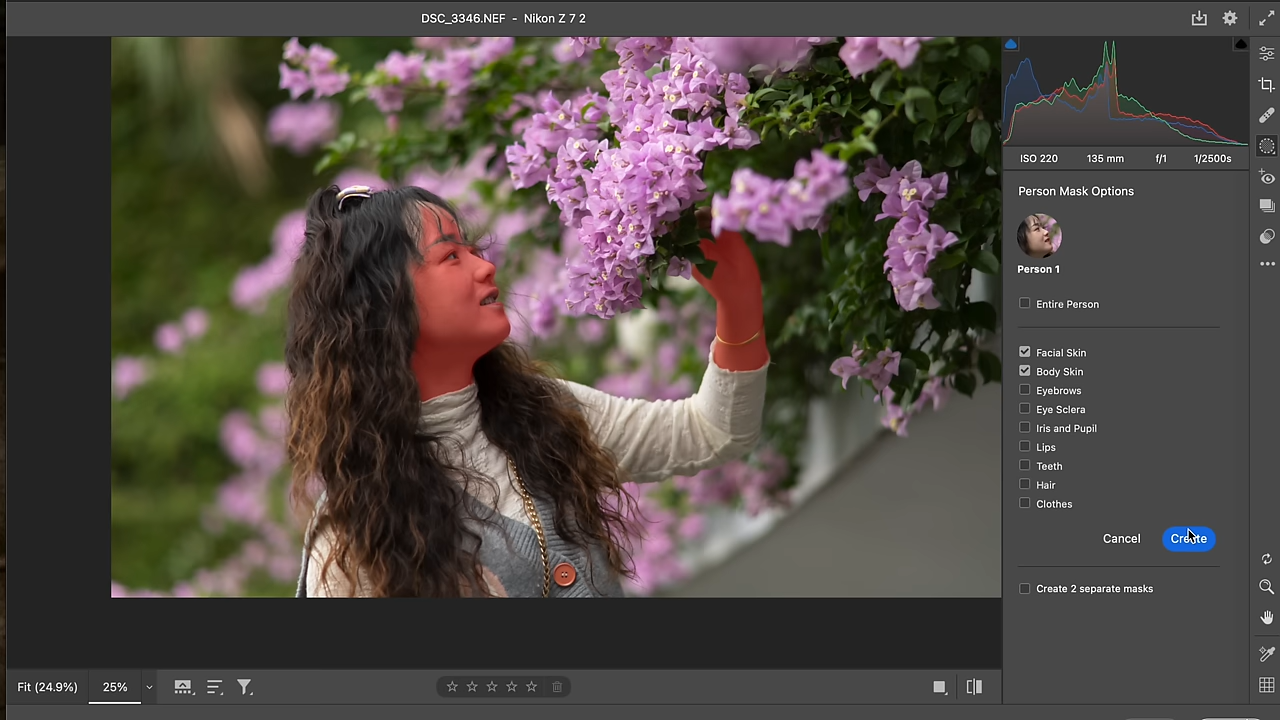 DSC_3346.NEF - Nikon Z 7 2
ISO 220 135 mm f/1 1/2500s
Person Mask Options
Person 1
Entire Person
Facial Skin
Body Skin
Eyebrows
Eye Sclera
Iris and Pupil
Lips
Teeth
Hair
Clothes
Cancel Create
Create 2 separate masks
Fit (24.9%) 25%